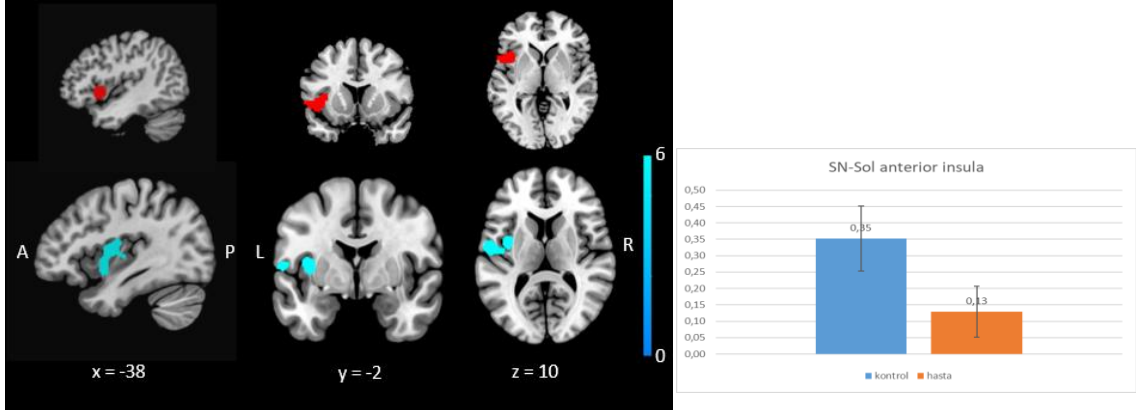 6
A
P
L
R
0
x = -38
y = -2
z = 10
SN-Sol anterior insula
0,50
0,45
0,40
0,35
0,30
0,25
0,20
0,15
0,10
0,05
0,00
0,35
0,13
kontrol
hasta